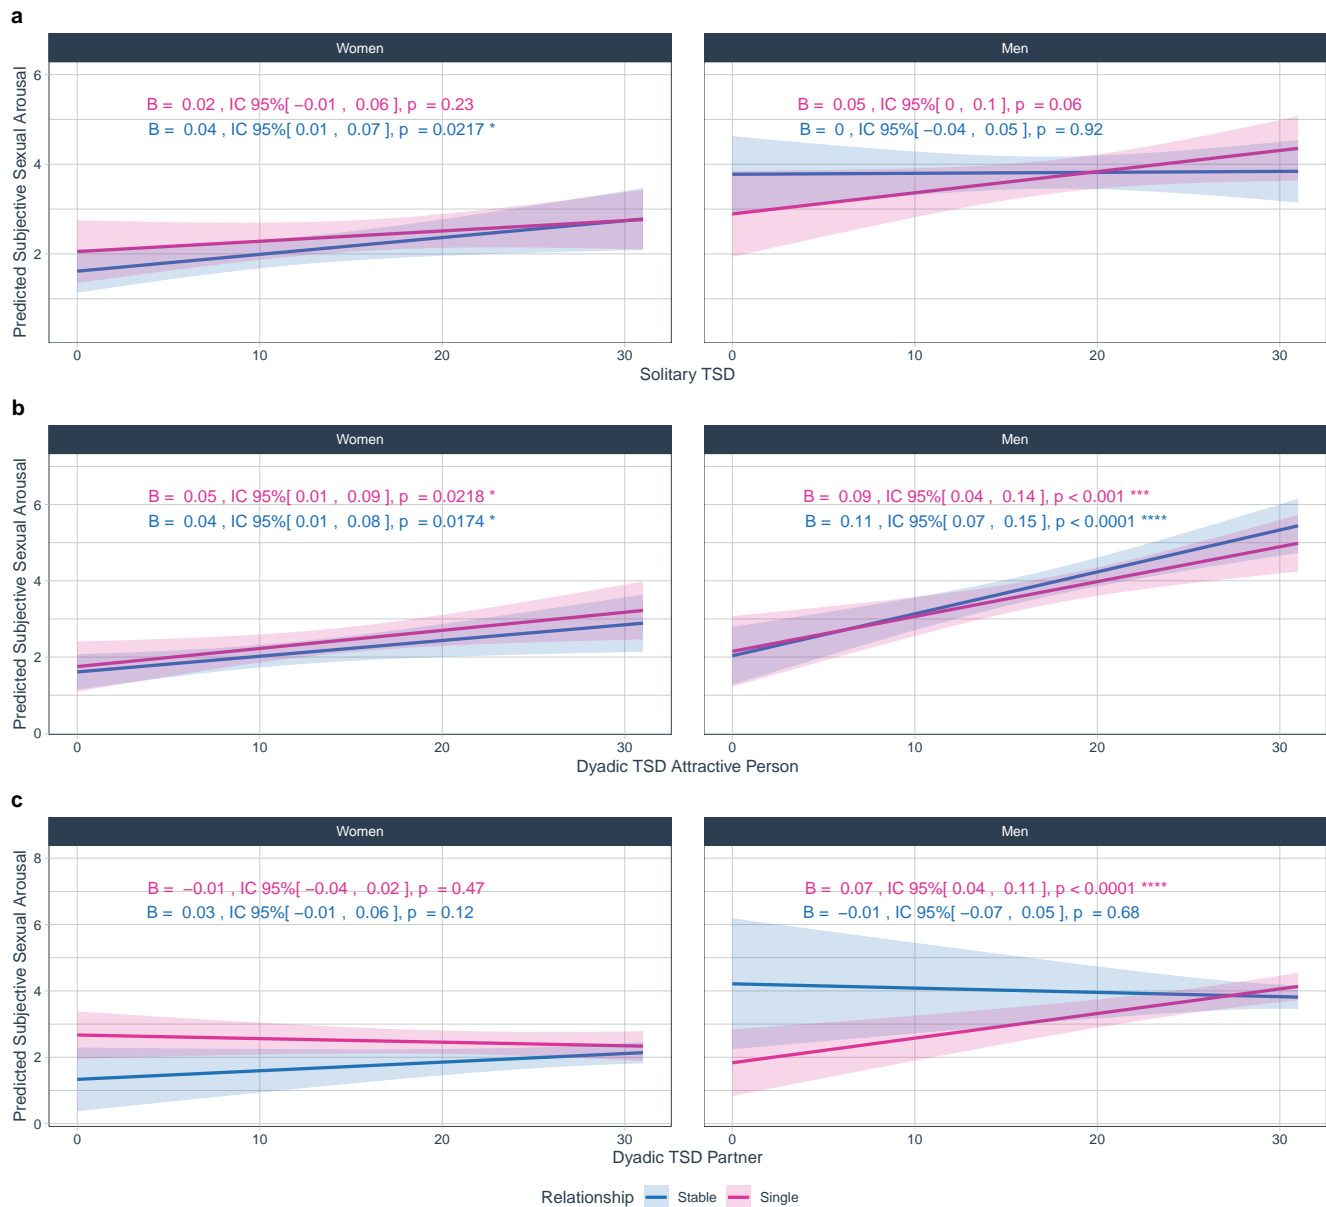 a
Women
Men
Predicted Subjective Sexual Arousal
6
4
2
B = 0.02 , IC 95%[ −0.01 , 0.06 ], p = 0.23
B = 0.04 , IC 95%[ 0.01 , 0.07 ], p = 0.0217 *
B = 0.05 , IC 95%[ 0 , 0.1 ], p = 0.06
B = 0 , IC 95%[ −0.04 , 0.05 ], p = 0.92
0 10 20 30
0 10 20 30
Solitary TSD
b
Women
Men
Predicted Subjective Sexual Arousal
6
4
2
0
B = 0.05 , IC 95%[ 0.01 , 0.09 ], p = 0.0218 *
B = 0.04 , IC 95%[ 0.01 , 0.08 ], p = 0.0174 *
B = 0.09 , IC 95%[ 0.04 , 0.14 ], p < 0.001 ***
B = 0.11 , IC 95%[ 0.07 , 0.15 ], p < 0.0001 ****
0 10 20 30
0 10 20 30
Dyadic TSD Attractive Person
c
Women
Men
Predicted Subjective Sexual Arousal
8
6
4
2
0
B = −0.01 , IC 95%[ −0.04 , 0.02 ], p = 0.47
B = 0.03 , IC 95%[ −0.01 , 0.06 ], p = 0.12
B = 0.07 , IC 95%[ 0.04 , 0.11 ], p < 0.0001 ****
B = −0.01 , IC 95%[ −0.07 , 0.05 ], p = 0.68
0 10 20 30
0 10 20 30
Dyadic TSD Partner
Relationship Stable Single